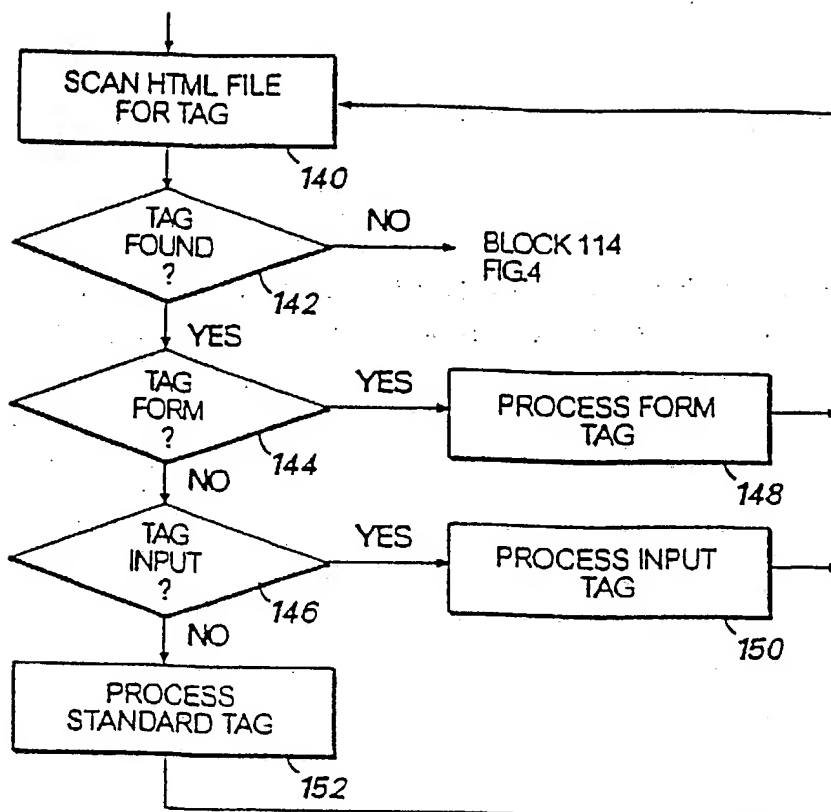 SCAN HTML FILE
FOR TAG
140
TAG
FOUND
?
142
NO
BLOCK 114
FIG.4
YES
TAG
FORM
?
144
YES
PROCESS FORM
TAG
148
NO
TAG
INPUT
?
146
YES
PROCESS INPUT
TAG
150
NO
PROCESS
STANDARD TAG
152